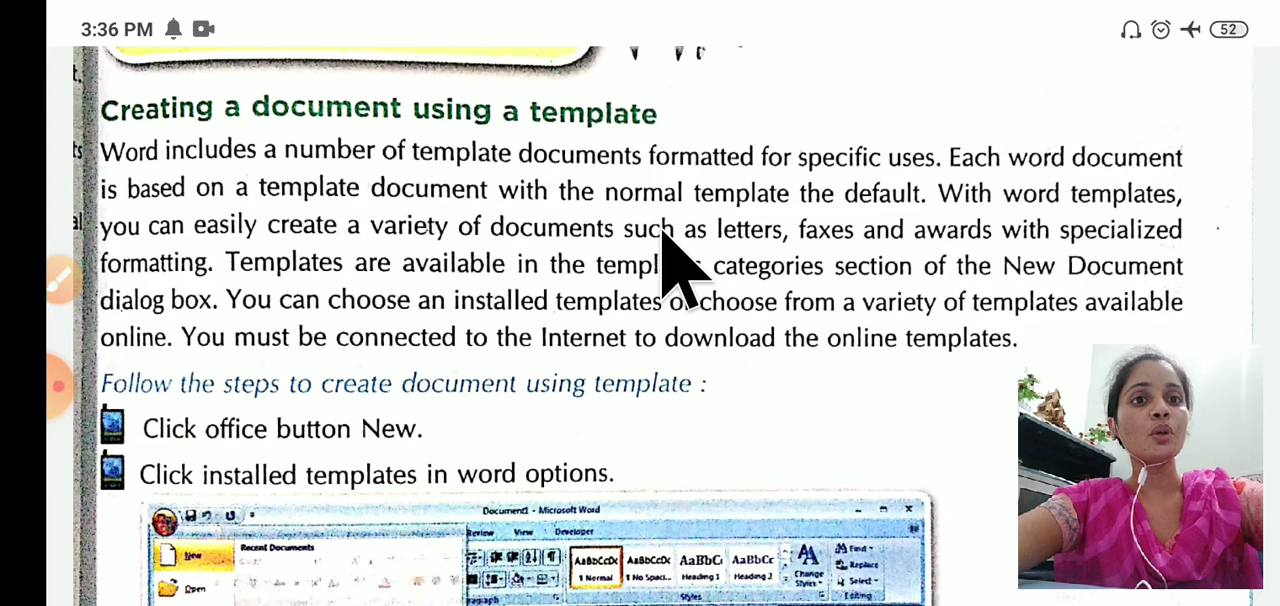 3:36 PM
52
t.
Creating a document using a template
ts
Word includes a number of template documents formatted for specific uses. Each word document
is based on a template document with the normal template the default. With word templates,
al
you can easily create a variety of documents such as letters, faxes and awards with specialized
formatting. Templates are available in the templ categories section of the New Document
dialog box. You can choose an installed templates o choose from a variety of templates available
online. You must be connected to the Internet to download the online templates.
Follow the steps to create document using template :
Click office button New.
Click installed templates in word options.
Document1 - Microsoft Word
Review View Developer
New Recent Documents
Open
AaBbCcDc AaBbCcDc AaBbC AaBbCc
1 Normal 1 No Spaci... Heading 1 Heading 2
Change Styles
Find
Replace
Select
Styles
Editing